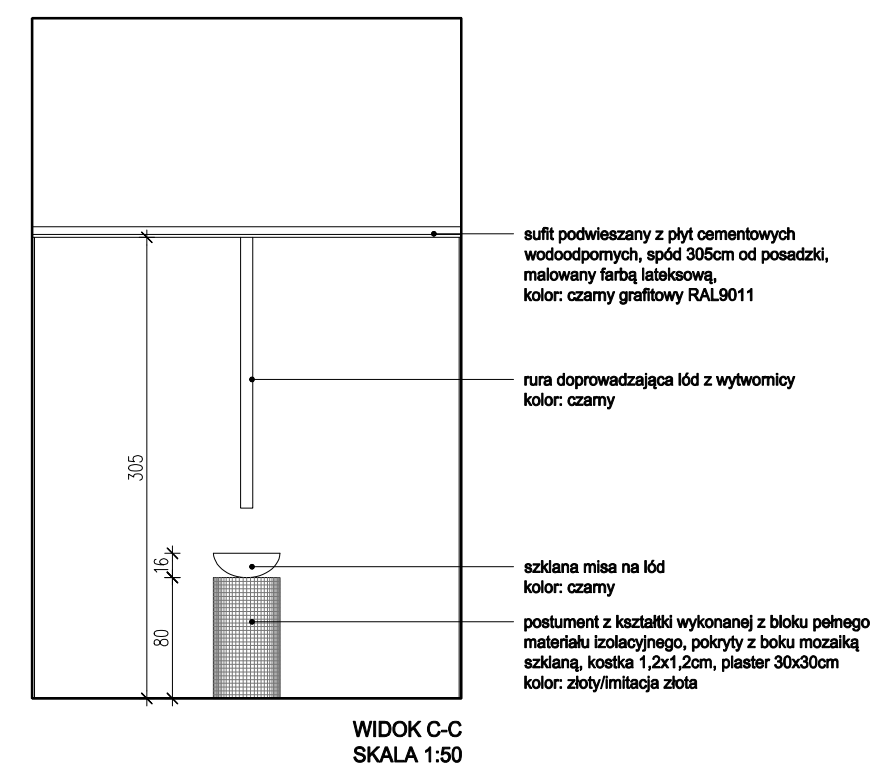 sufit podwieszany z płyt cementowych
wodoodpornych, spód 305cm od posadzki,
malowany farbą lateksową,
kolor: czarny grafitowy RAL9011
rura doprowadzająca lód z wytwornicy
kolor: czarny
305
16
szklana misa na lód
kolor: czarny
80
postument z kształtki wykonanej z bloku pełnego
materiału izolacyjnego, pokryty z boku mozaiką
szklaną, kostka 1,2x1,2cm, plaster 30x30cm
kolor: złoty/imitacja złota
WIDOK C-C
SKALA 1:50